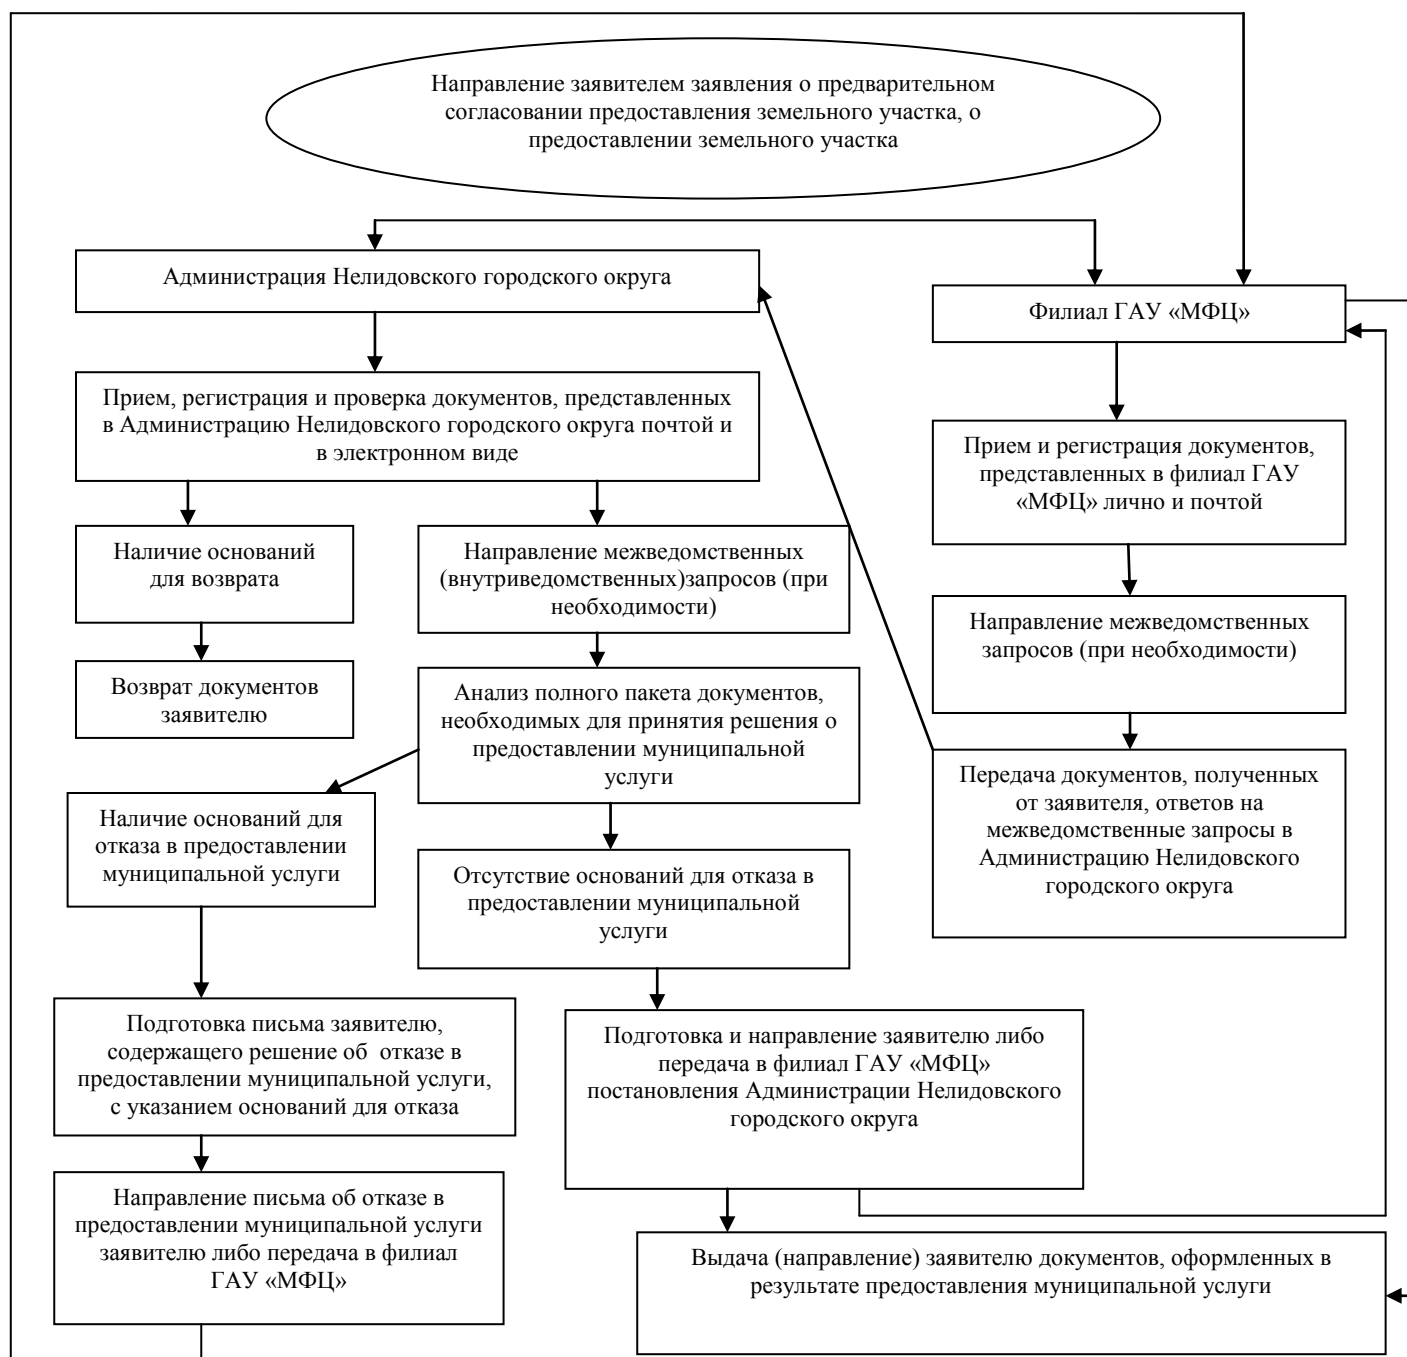 Направление заявителем заявления о предварительном
согласовании предоставления земельного участка, о
предоставлении земельного участка
Администрация Нелидовского городского округа
Филиал ГАУ «МФЦ»
Прием, регистрация и проверка документов, представленных
в Администрацию Нелидовского городского округа почтой и
в электронном виде
Прием и регистрация документов,
представленных в филиал ГАУ
«МФЦ» лично и почтой
Наличие оснований
для возврата
Направление межведомственных
(внутриведомственных)запросов (при
необходимости)
Направление межведомственных
запросов (при необходимости)
Возврат документов
заявителю
Анализ полного пакета документов,
необходимых для принятия решения о
предоставлении муниципальной
услуги
Передача документов, полученных
от заявителя, ответов на
межведомственные запросы в
Администрацию Нелидовского
городского округа
Наличие оснований для
отказа в предоставлении
муниципальной услуги
Отсутствие оснований для отказа в
предоставлении муниципальной
услуги
Подготовка письма заявителю,
содержащего решение об  отказе в
предоставлении муниципальной услуги,
с указанием оснований для отказа
Подготовка и направление заявителю либо
передача в филиал ГАУ «МФЦ»
постановления Администрации Нелидовского
городского округа
Направление письма об отказе в
предоставлении муниципальной услуги
заявителю либо передача в филиал
ГАУ «МФЦ»
Выдача (направление) заявителю документов, оформленных в
результате предоставления муниципальной услуги